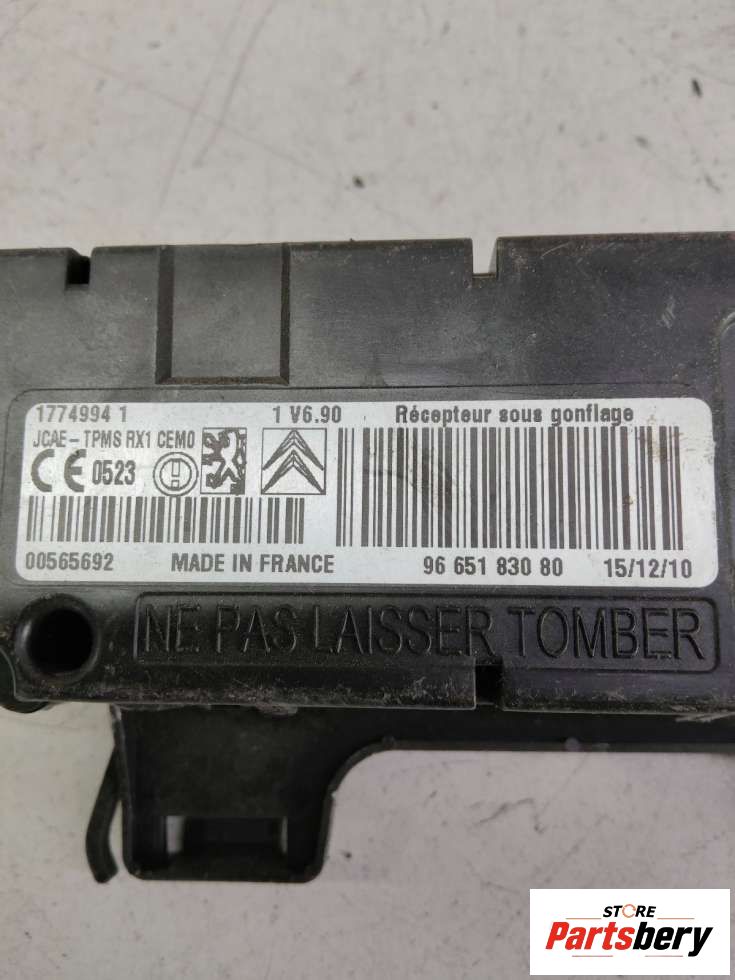 1774994 1 1 V6.90 Récepteur sous gonflage
JCAE-TPMS RX1 CEM0
CE 0523
00565692 MADE IN FRANCE 96 651 830 80 15/12/10
NE PAS LAISSER TOMBER
STORE
Partsbery